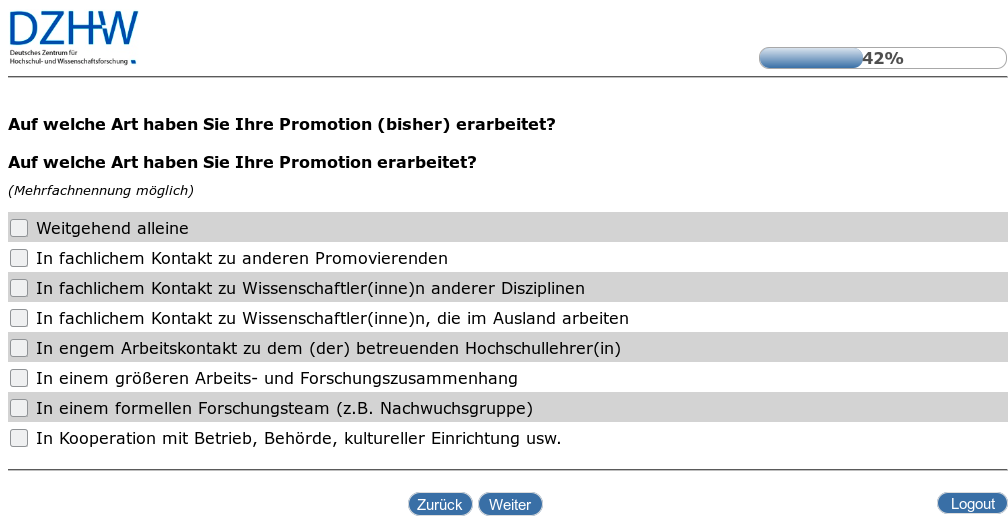 DZHW
Deutsches Zentrum für
Hochschul- und Wissenschaftsforschung
42%
Auf welche Art haben Sie Ihre Promotion (bisher) erarbeitet?
Auf welche Art haben Sie Ihre Promotion erarbeitet?
(Mehrfachnennung möglich)
Weitgehend alleine
In fachlichem Kontakt zu anderen Promovierenden
In fachlichem Kontakt zu Wissenschaftler(inne)n anderer Disziplinen
In fachlichem Kontakt zu Wissenschaftler(inne)n, die im Ausland arbeiten
In engem Arbeitskontakt zu dem (der) betreuenden Hochschullehrer(in)
In einem größeren Arbeits- und Forschungszusammenhang
In einem formellen Forschungsteam (z.B. Nachwuchsgruppe)
In Kooperation mit Betrieb, Behörde, kultureller Einrichtung usw.
Zurück Weiter Logout